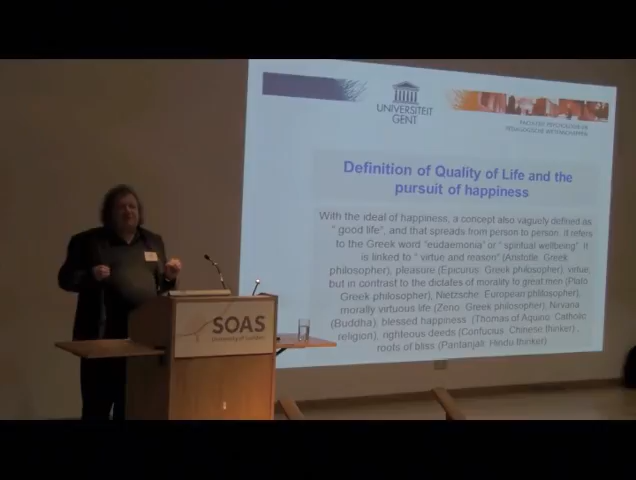 UNIVERSITEIT
GENT
FACULTEIT PSYCHOLOGIE EN
PEDAGOGISCHE WETENSCHAPPEN
Definition of Quality of Life and the
pursuit of happiness
With the ideal of happiness, a concept also vaguely defined as
" good life", and that spreads from person to person, it refers
to the Greek word "eudaemonia" or " spiritual wellbeing". It
is linked to " virtue and reason" (Aristotle: Greek
philosopher), pleasure (Epicurus: Greek philosopher), virtue,
but in contrast to the dictates of morality to great men (Plato:
Greek philosopher), Nietzsche: European philosopher),
morally virtuous life (Zeno: Greek philosopher), Nirvana
(Buddha), blessed happiness (Thomas of Aquino: Catholic
religion), righteous deeds (Confucius: Chinese thinker) ,
roots of bliss (Pantanjali: Hindu thinker)
SOAS
University of London